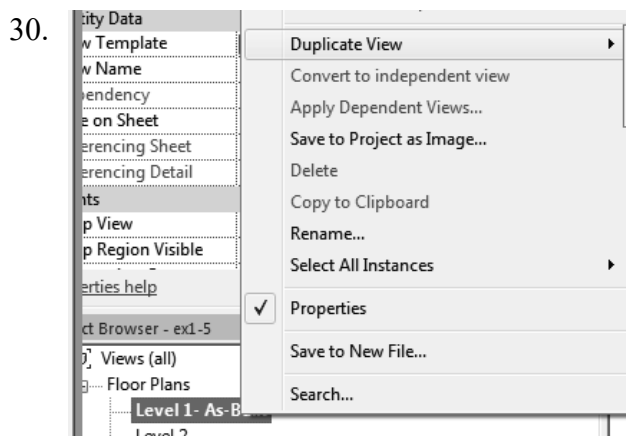 30.
tity Data
w Template
w Name
pendency
e on Sheet
erencing Sheet
erencing Detail
nts
p View
p Region Visible
erties help
ct Browser - ex1-5
Views (all)
Floor Plans
Level 1- As-B
Level 2
Duplicate View
Convert to independent view
Apply Dependent Views...
Save to Project as Image...
Delete
Copy to Clipboard
Rename...
Select All Instances
Properties
Save to New File...
Search...